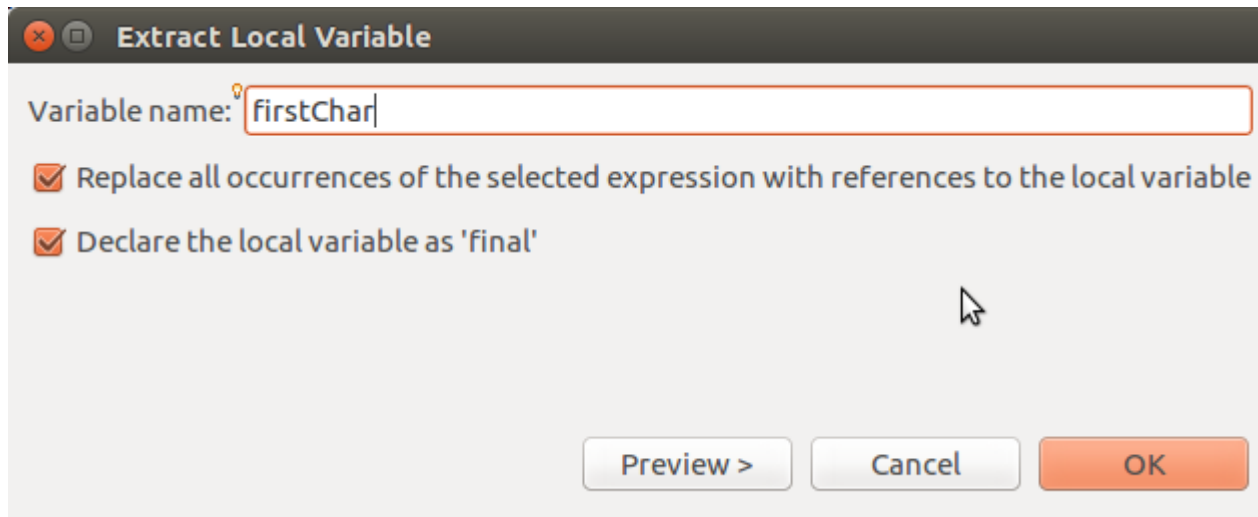 Extract Local Variable
Variable name: firstChar
Replace all occurrences of the selected expression with references to the local variable
Declare the local variable as 'final'
Preview > Cancel OK